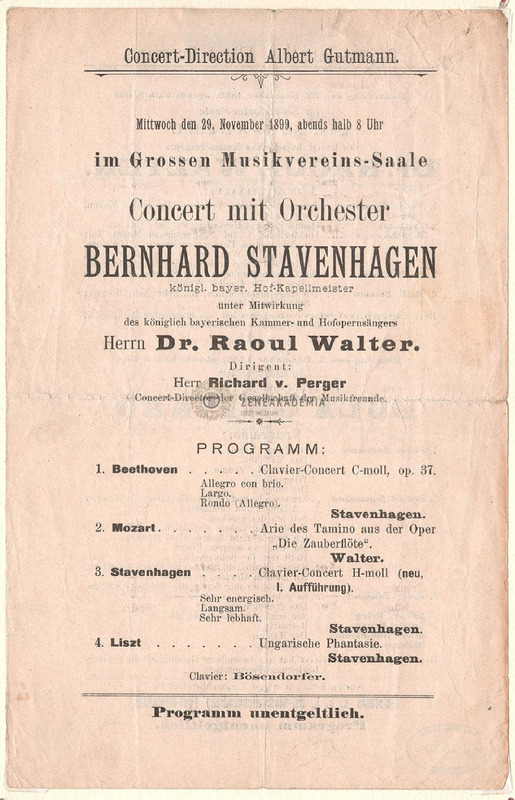 Concert-Direction Albert Gutmann.
Mittwoch den 29. November 1899, abends halb 8 Uhr
im Grossen Musikvereins-Saale
Concert mit Orchester
BERNHARD STAVENHAGEN
königl. bayer. Hof-Kapellmeister
unter Mitwirkung
des königlich bayerischen Kammer- und Hofopernsängers
Herrn Dr. Raoul Walter.
Dirigent:
Herr Richard v. Perger
Concert-Director der Gesellschaft der Musikfreunde.
ZENEAKADÉMIA
PROGRAMM:
1. Beethoven . . . . . Clavier-Concert C-moll, op. 37.
Allegro con brio.
Largo.
Rondo (Allegro).
Stavenhagen.
2. Mozart. . . . . . . . Arie des Tamino aus der Oper
„Die Zauberflöte“.
Walter.
3. Stavenhagen . . . . Clavier-Concert H-moll (neu,
I. Aufführung).
Sehr energisch.
Langsam.
Sehr lebhaft.
Stavenhagen.
4. Liszt . . . . . . . Ungarische Phantasie.
Stavenhagen.
Clavier: Bösendorfer.
Programm unentgeltlich.